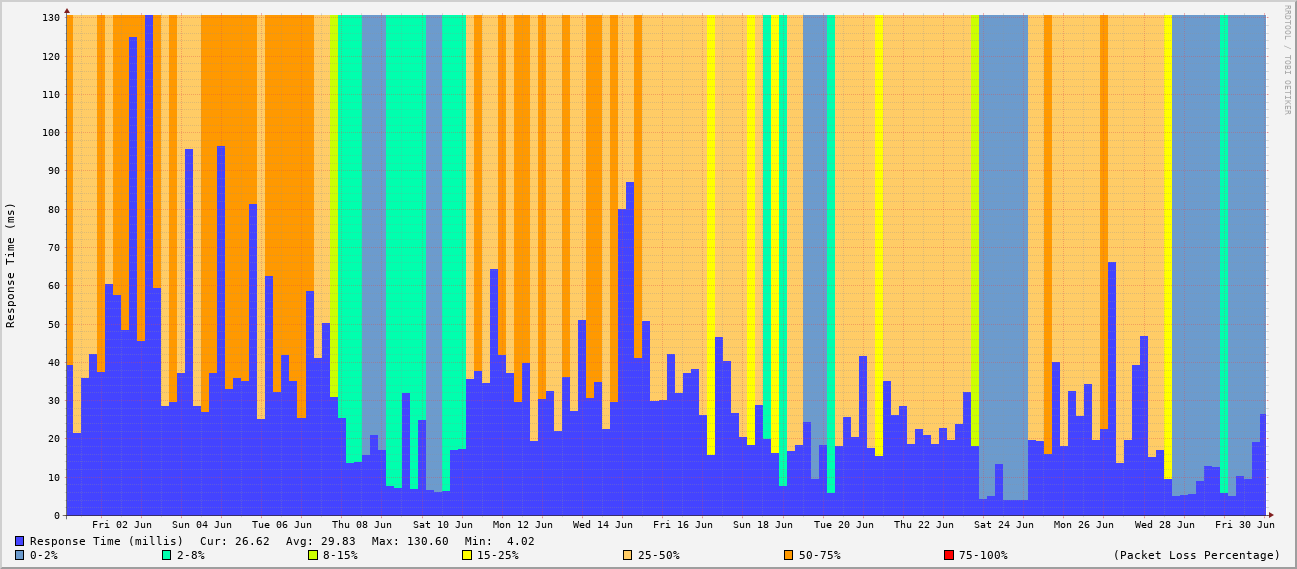 130
120
110
100
90
80
70
60
50
40
30
20
10
0
Response Time (ms)
RRDTOOL / TOBI OETIKER
Fri 02 Jun Sun 04 Jun Tue 06 Jun Thu 08 Jun Sat 10 Jun Mon 12 Jun Wed 14 Jun Fri 16 Jun Sun 18 Jun Tue 20 Jun Thu 22 Jun Sat 24 Jun Mon 26 Jun Wed 28 Jun Fri 30 Jun
Response Time (millis) Cur: 26.62 Avg: 29.83 Max: 130.60 Min: 4.02
0-2% 2-8% 8-15% 15-25% 25-50% 50-75% 75-100% (Packet Loss Percentage)